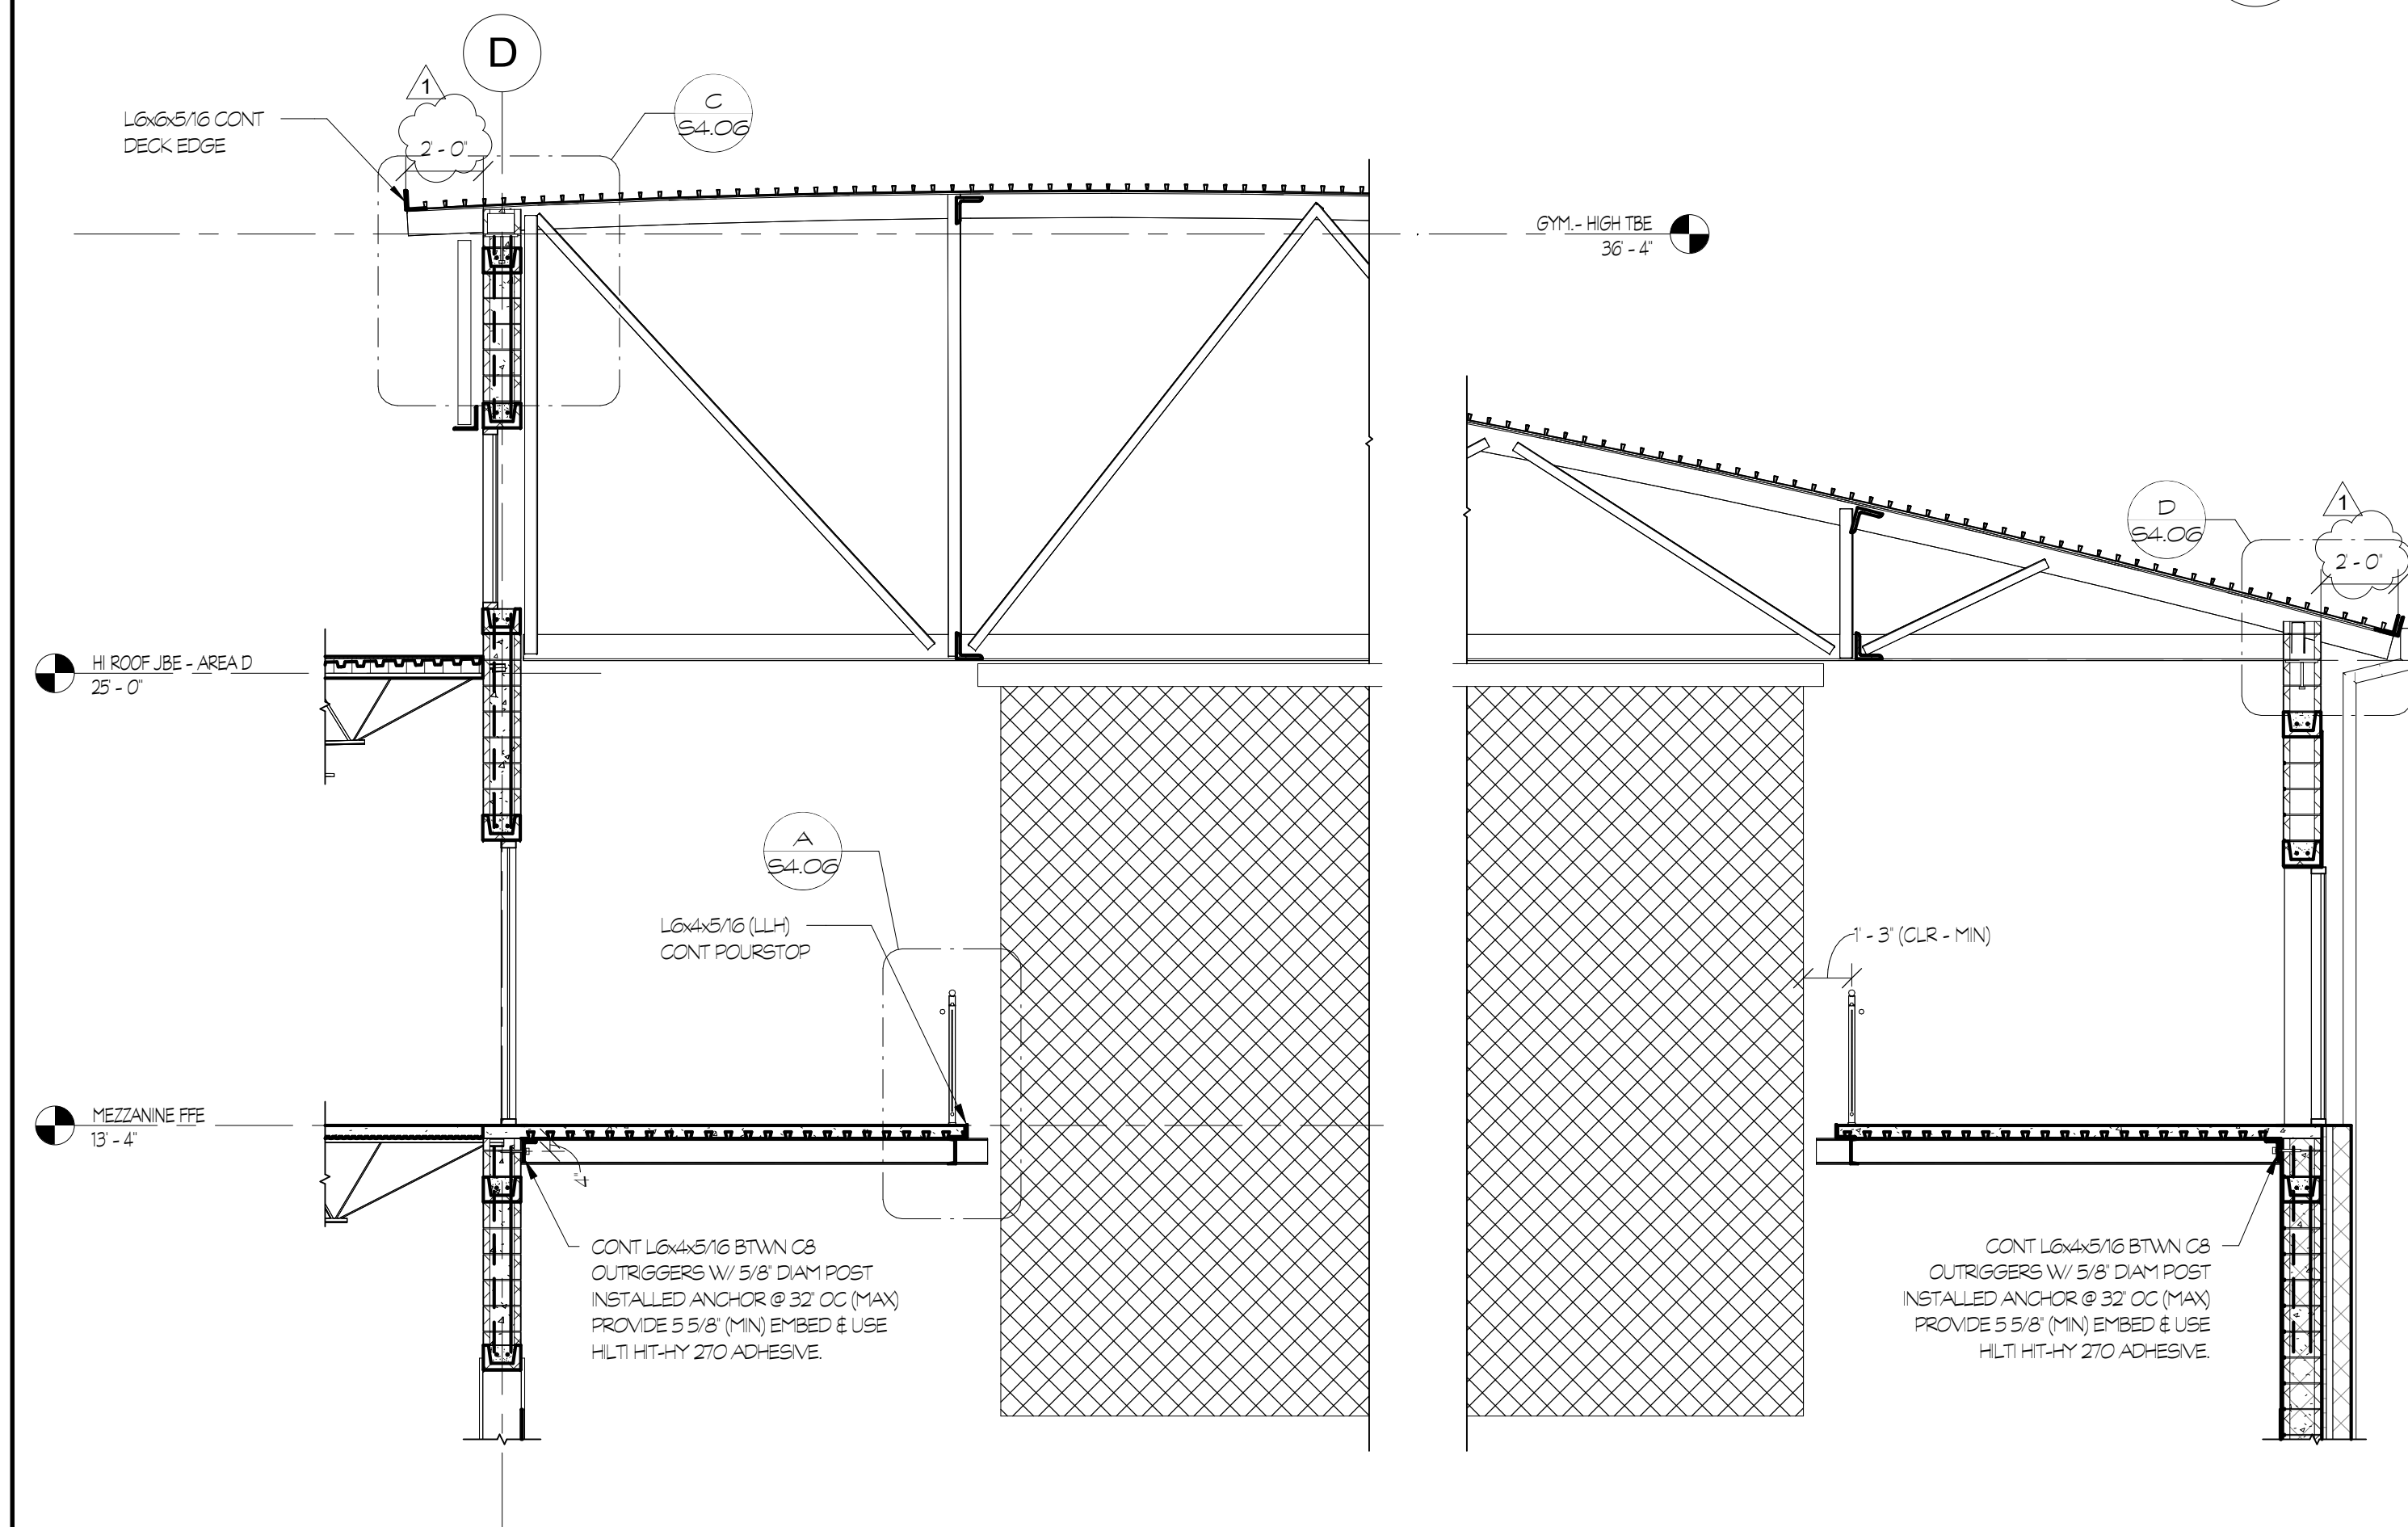 D
1
C
S4.06
L6x6x5/16 CONT
DECK EDGE
2' - 0"
GYM.- HIGH TBE
36' - 4"
D
S4.06
1
2' - 0"
HI ROOF JBE - AREA D
25' - 0"
A
S4.06
L6x4x5/16 (LLH)
CONT POURSTOP
1' - 3" (CLR - MIN)
MEZZANINE FFE
13' - 4"
4"
CONT L6x4x5/16 BTWN C8
OUTRIGGERS W/ 5/8" DIAM POST
INSTALLED ANCHOR @ 32" OC (MAX)
PROVIDE 5 5/8" (MIN) EMBED & USE
HILTI HIT-HY 270 ADHESIVE.
CONT L6x4x5/16 BTWN C8
OUTRIGGERS W/ 5/8" DIAM POST
INSTALLED ANCHOR @ 32" OC (MAX)
PROVIDE 5 5/8" (MIN) EMBED & USE
HILTI HIT-HY 270 ADHESIVE.